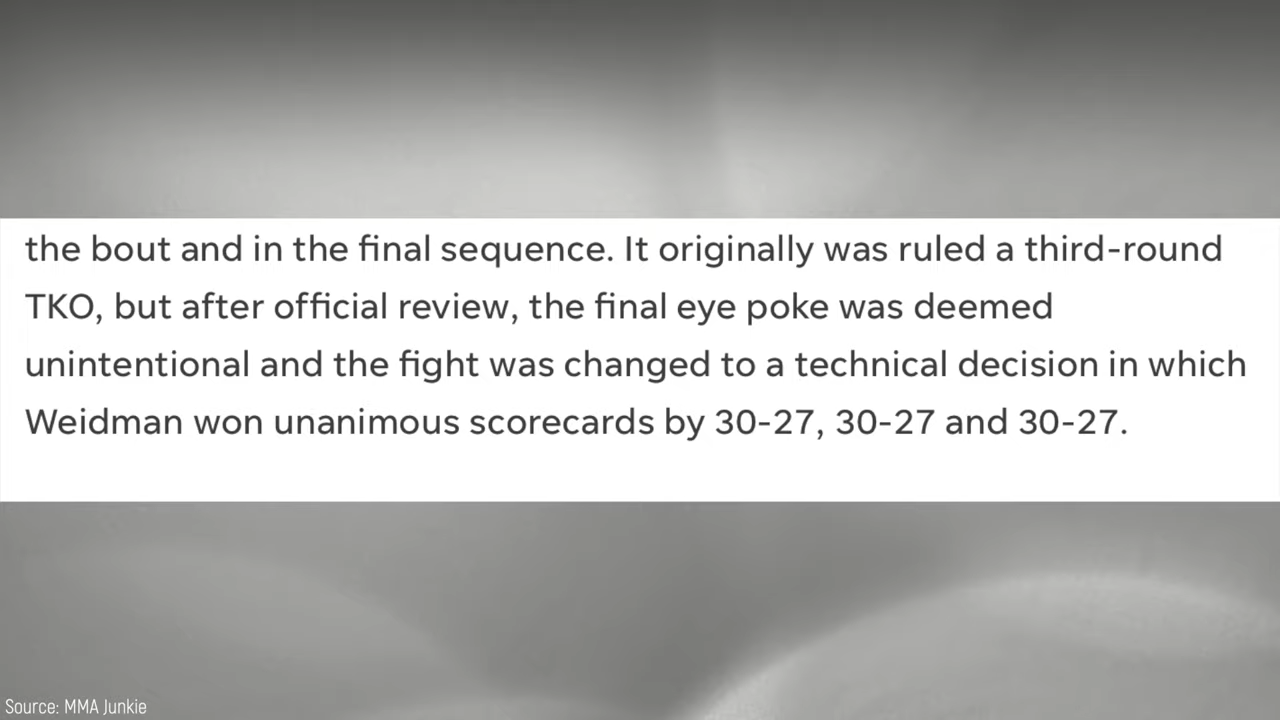 the bout and in the final sequence. It originally was ruled a third-round
TKO, but after official review, the final eye poke was deemed
unintentional and the fight was changed to a technical decision in which
Weidman won unanimous scorecards by 30-27, 30-27 and 30-27.
Source: MMA Junkie